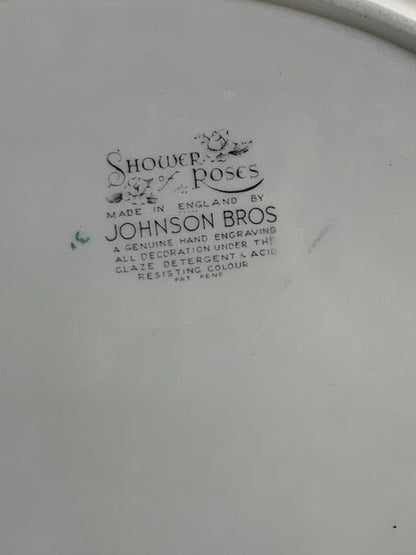 SHOWER
of ROSES
MADE IN ENGLAND BY
JOHNSON BROS
A GENUINE HAND ENGRAVING
ALL DECORATION UNDER THE
GLAZE DETERGENT & ACID
RESISTING COLOUR
PAT PEND